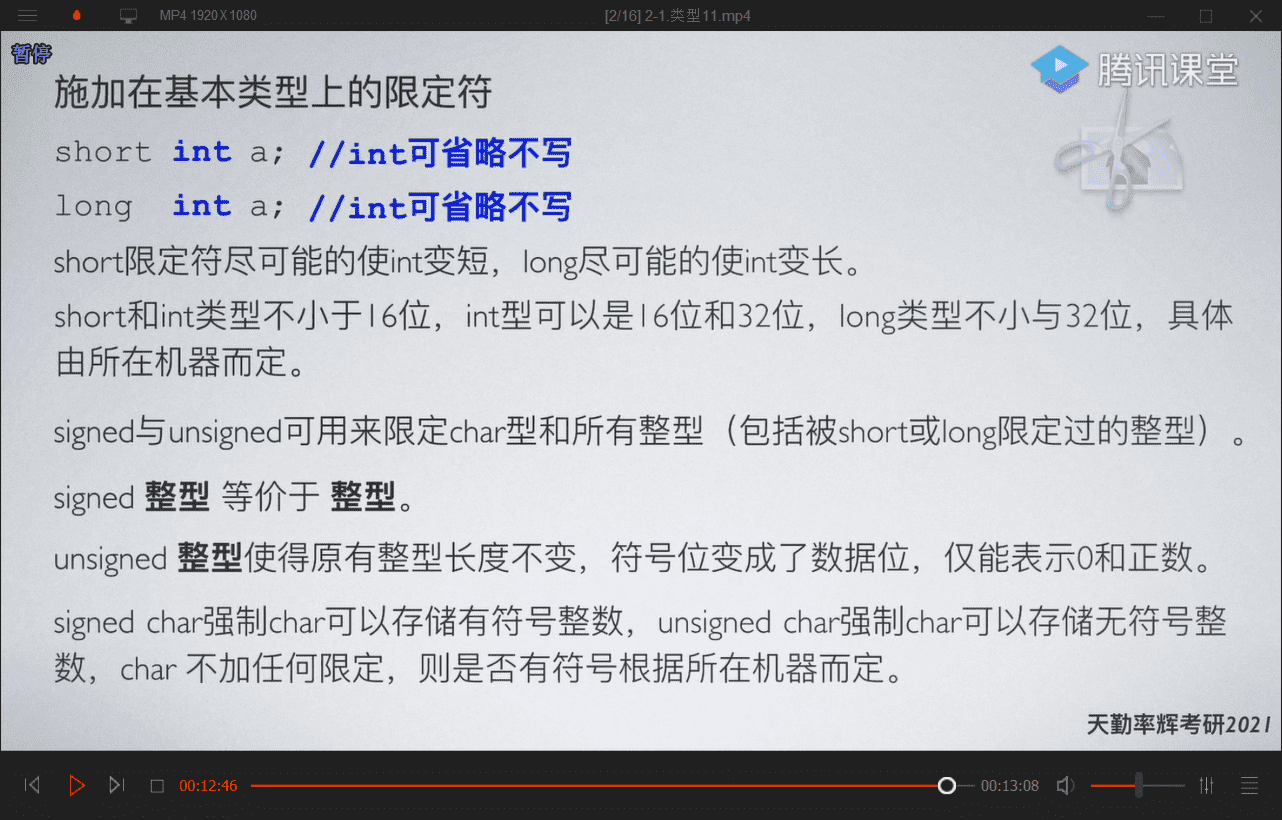 MP4 1920X1080
[2/16] 2-1.类型11.mp4
暂停
腾讯课堂
施加在基本类型上的限定符
short int a; //int可省略不写
long int a; //int可省略不写
short限定符尽可能的使int变短，long尽可能的使int变长。
short和int类型不小于16位，int型可以是16位和32位，long类型不小与32位，具体
由所在机器而定。
signed与unsigned可用来限定char型和所有整型（包括被short或long限定过的整型）。
signed 整型 等价于 整型。
unsigned 整型使得原有整型长度不变，符号位变成了数据位，仅能表示0和正数。
signed char强制char可以存储有符号整数，unsigned char强制char可以存储无符号整
数，char 不加任何限定，则是否有符号根据所在机器而定。
天勤率辉考研2021
00:12:46
00:13:08